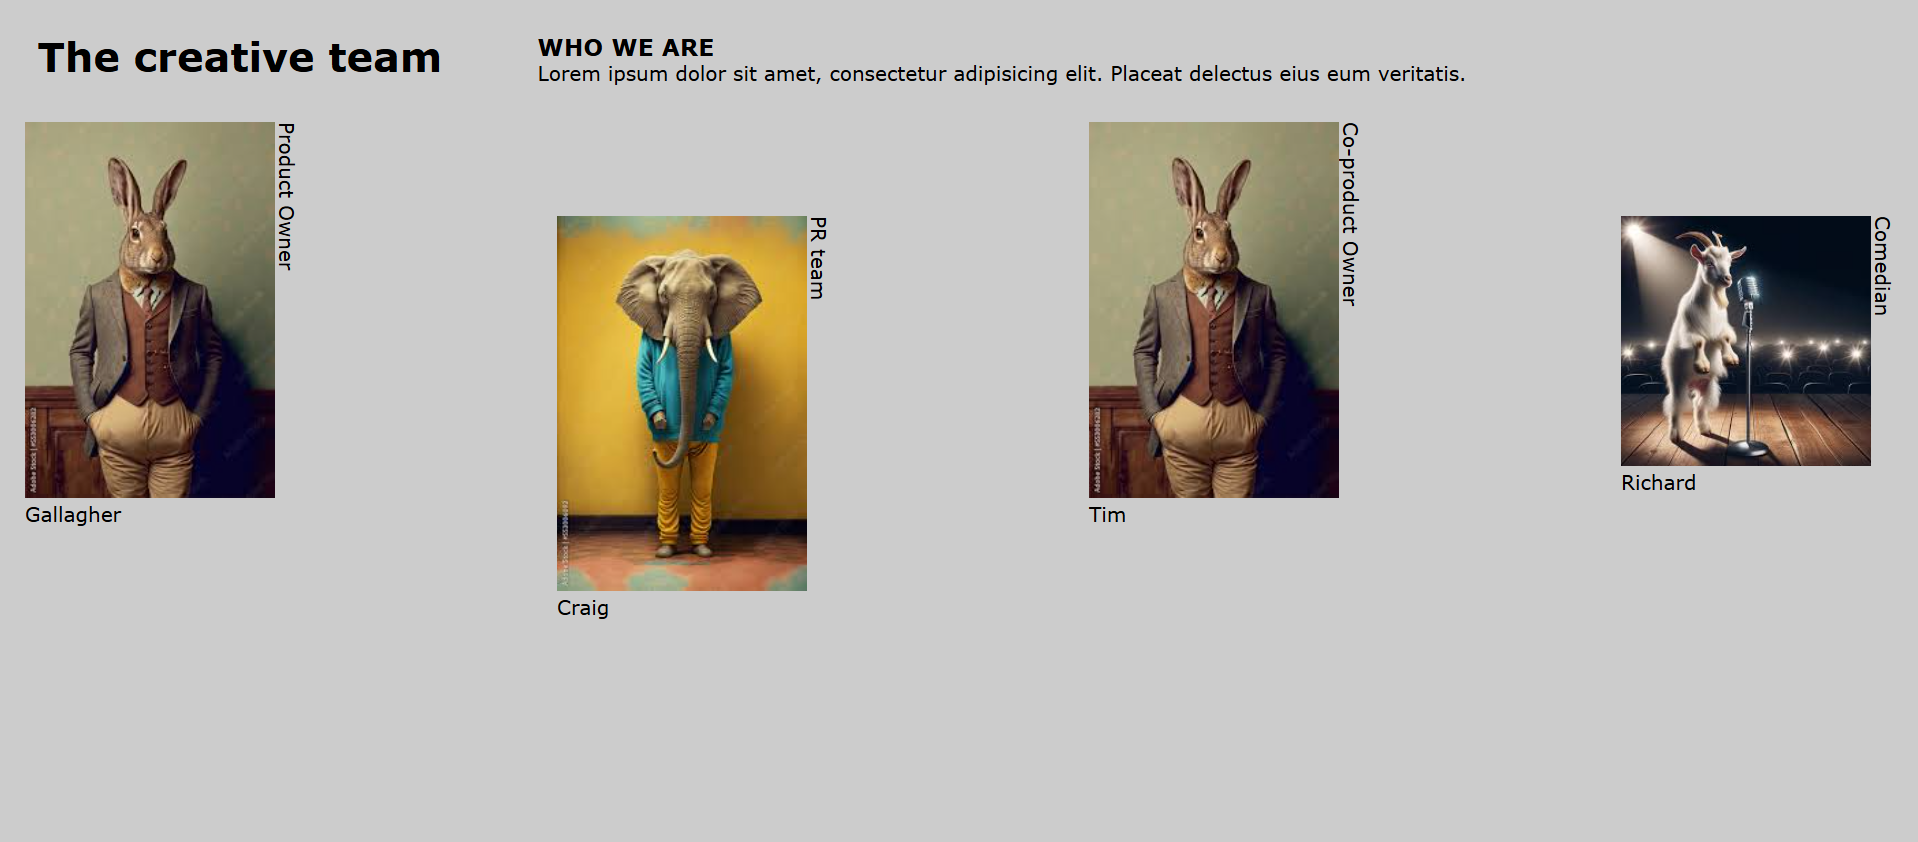 The creative team
WHO WE ARE
Lorem ipsum dolor sit amet, consectetur adipisicing elit. Placeat delectus eius eum veritatis.
Product Owner
Gallagher
PR team
Craig
Co-product Owner
Tim
Comedian
Richard